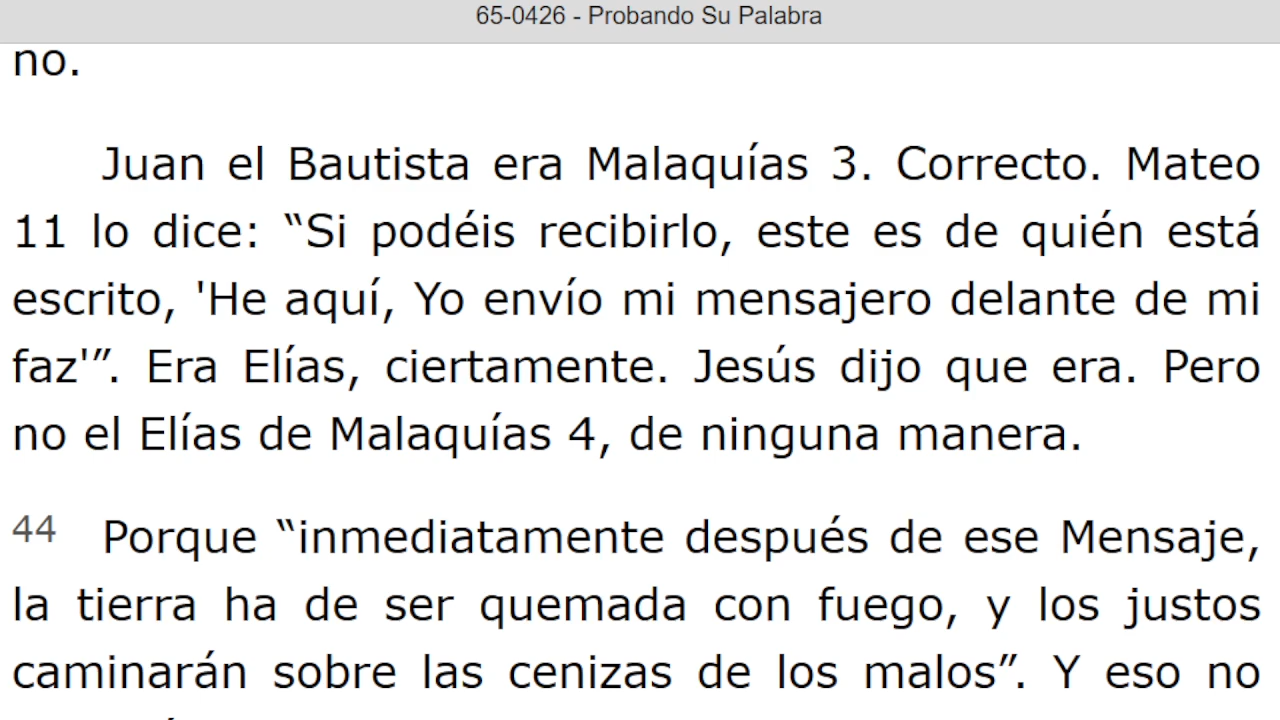 65-0426 - Probando Su Palabra
no.
Juan el Bautista era Malaquías 3. Correcto. Mateo
11 lo dice: “Si podéis recibirlo, este es de quién está
escrito, 'He aquí, Yo envío mi mensajero delante de mi
faz'”. Era Elías, ciertamente. Jesús dijo que era. Pero
no el Elías de Malaquías 4, de ninguna manera.
44 Porque “inmediatamente después de ese Mensaje,
la tierra ha de ser quemada con fuego, y los justos
caminarán sobre las cenizas de los malos”. Y eso no